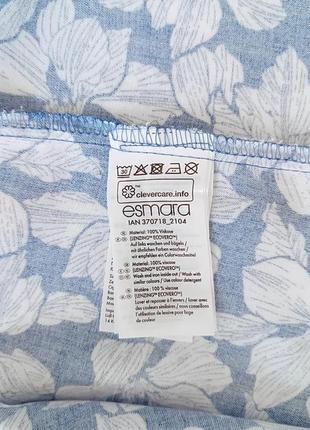 30
clevercare.info
esmara
IAN 370718_2104
Material: 100% Viskose
(LENZING™ ECOVERO™)
Auf links waschen und bügeln /
mit ähnlichen Farben waschen /
wir empfehlen ein Colorwaschmittel
Material: 100% viscose
(LENZING™ ECOVERO™)
Wash and iron inside out / Wash with
similar colours / Use colour detergent
Matière : 100 % viscose
(LENZING™ ECOVERO™)
Laver et repasser à l'envers / laver avec
des couleurs similaires / nous conseillons
l'utilisation de lessive pour linge
de couleur